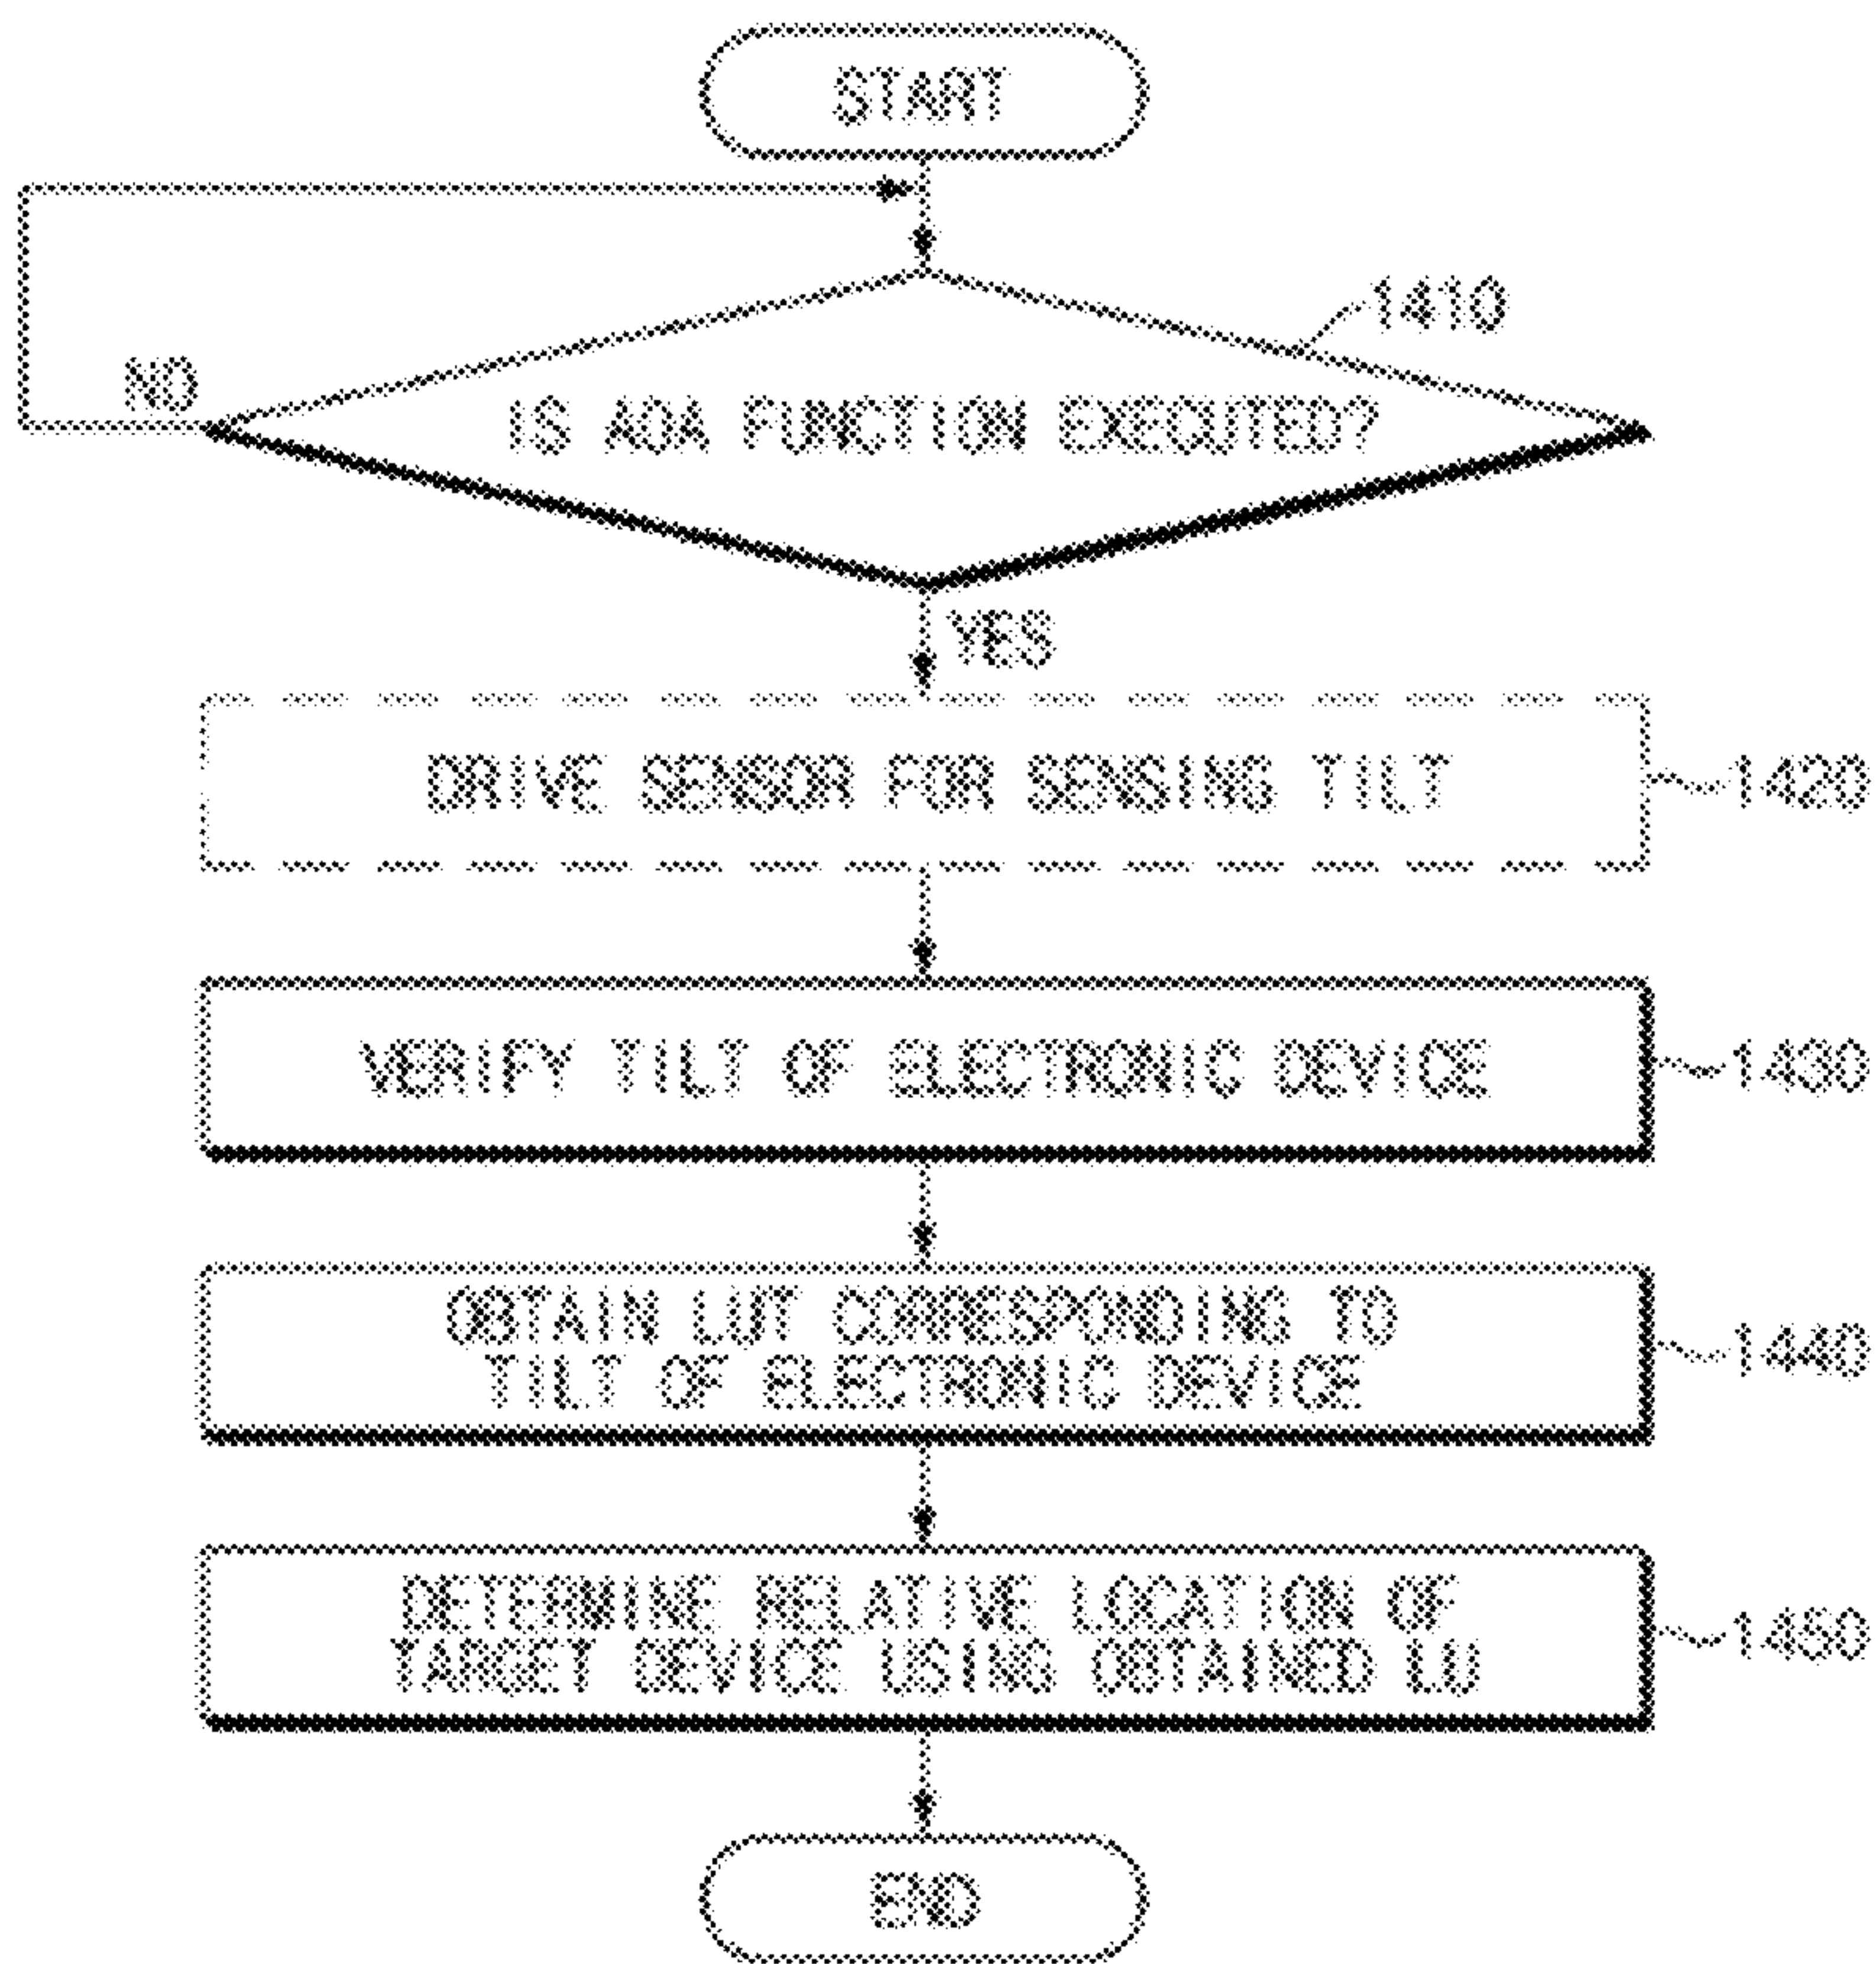 START
1410
NO
IS AOA FUNCTION EXECUTED?
YES
DRIVE SENSOR FOR SENSING TILT
1420
VERIFY TILT OF ELECTRONIC DEVICE
1430
OBTAIN LUT CORRESPONDING TO
TILT OF ELECTRONIC DEVICE
1440
DETERMINE RELATIVE LOCATION OF
TARGET DEVICE USING OBTAINED LU
1450
END